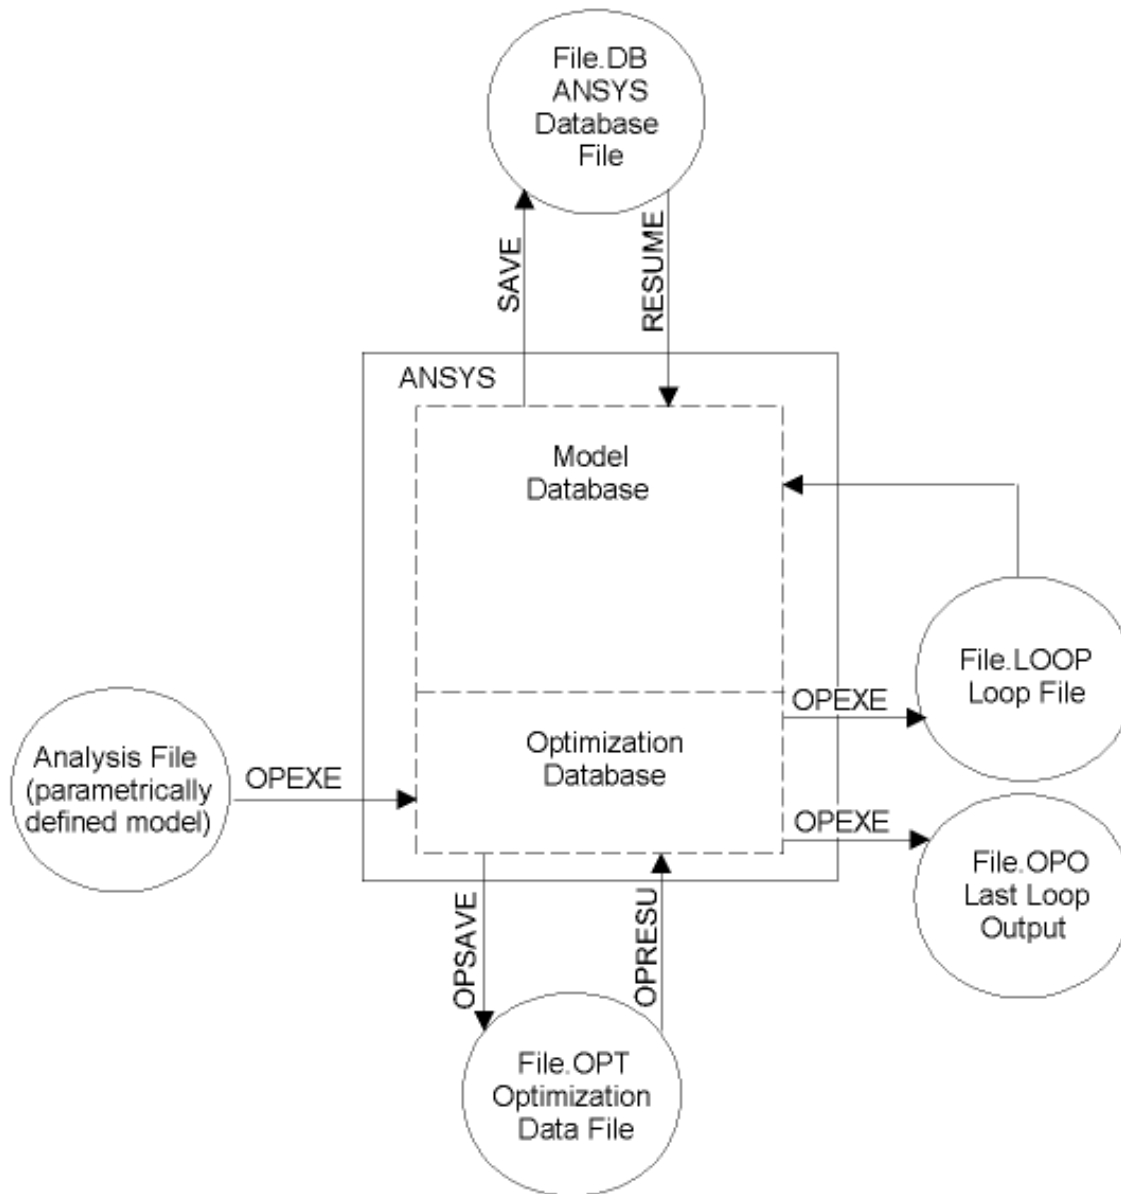 File.DB
ANSYS
Database
File
SAVE
RESUME
ANSYS
Model
Database
File.LOOP
Loop File
OPEXE
Optimization
Database
Analysis File
(parametrically
defined model)
OPEXE
OPEXE
File.OPO
Last Loop
Output
OPSAVE
OPRESU
File.OPT
Optimization
Data File